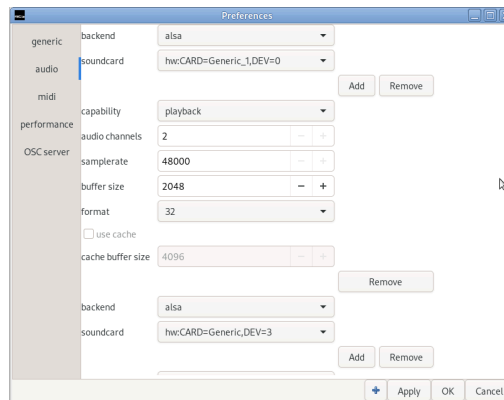 Preferences
generic
audio
midi
performance
OSC server
backend alsa
soundcard hw:CARD=Generic_1,DEV=0
Add Remove
capability playback
audio channels 2 − +
samplerate 48000 − +
buffer size 2048 − +
format 32
use cache
cache buffer size 4096 − +
Remove
backend alsa
soundcard hw:CARD=Generic,DEV=3
Add Remove
+ Apply OK Cancel